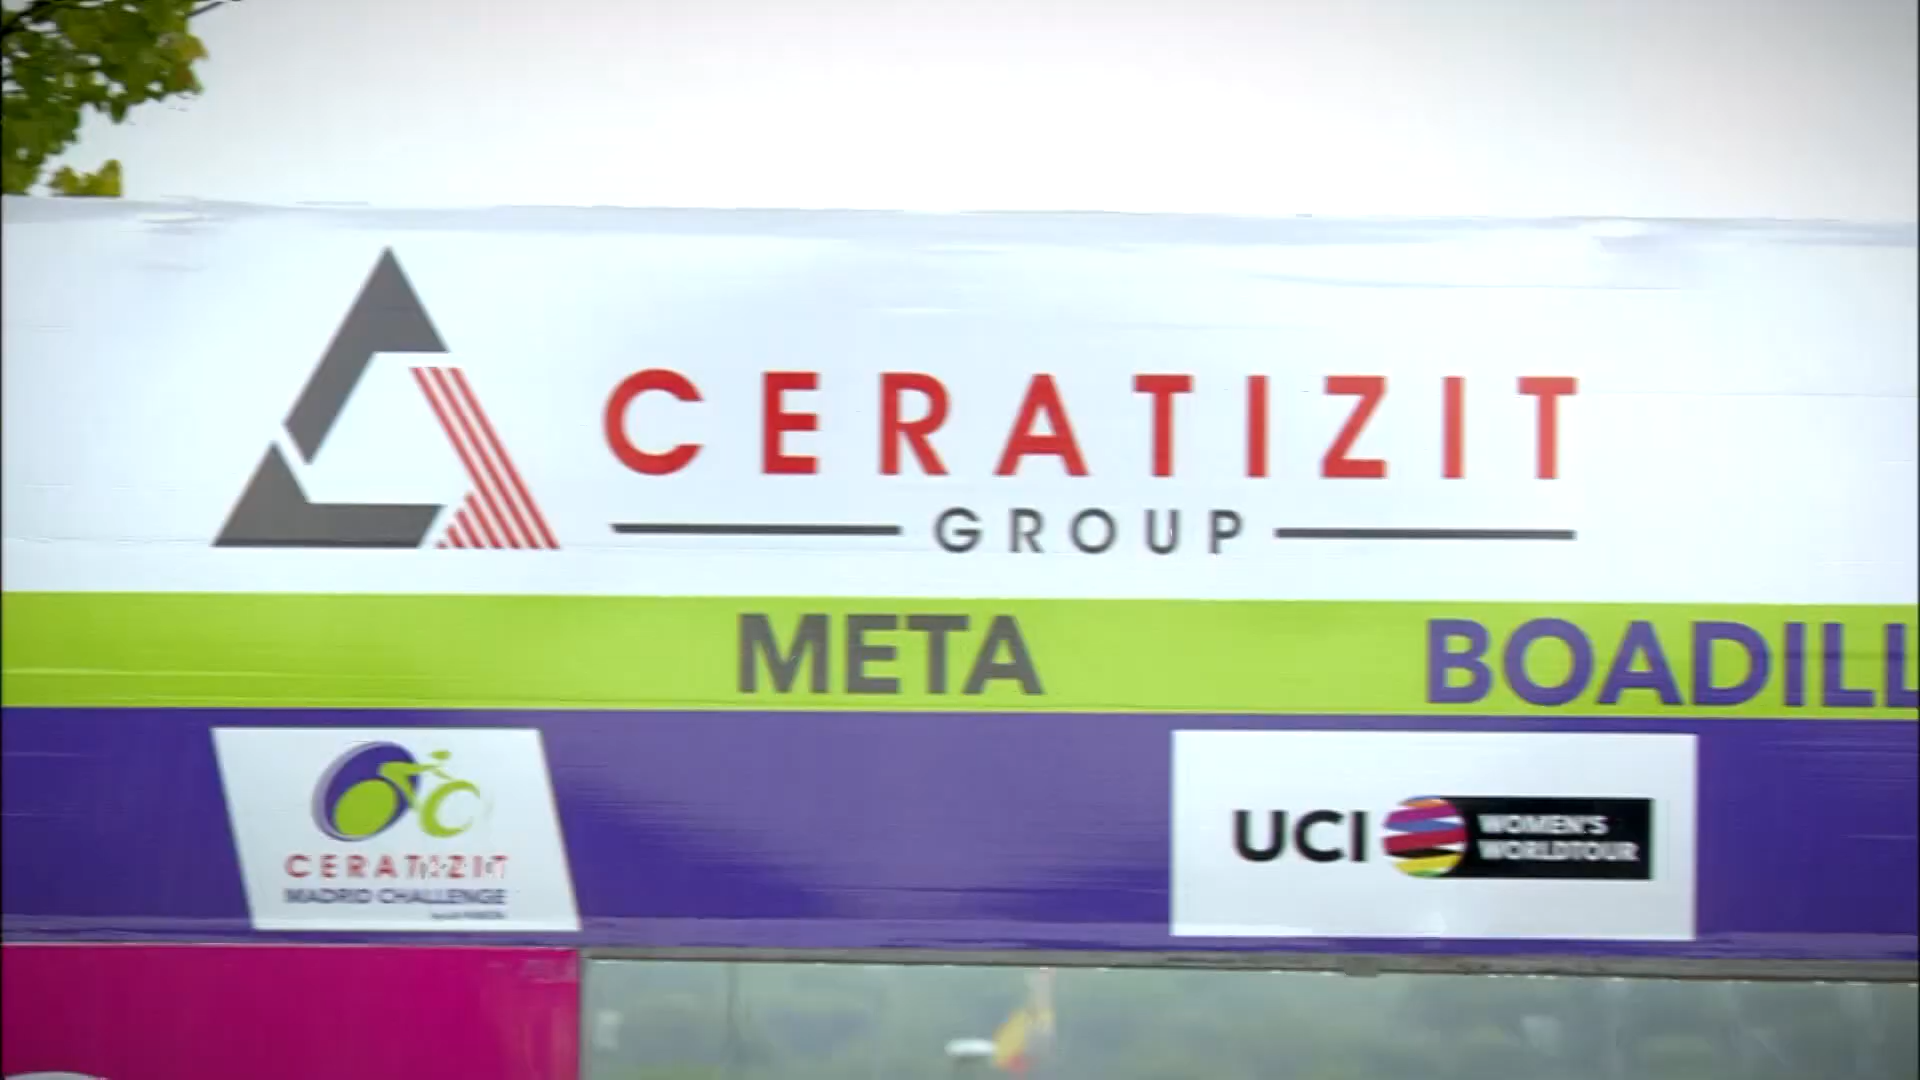 CERATIZIT
GROUP
META
BOADILL
CERATIZIT
MADRID CHALLENGE
UCI
WOMEN'S
WORLDTOUR